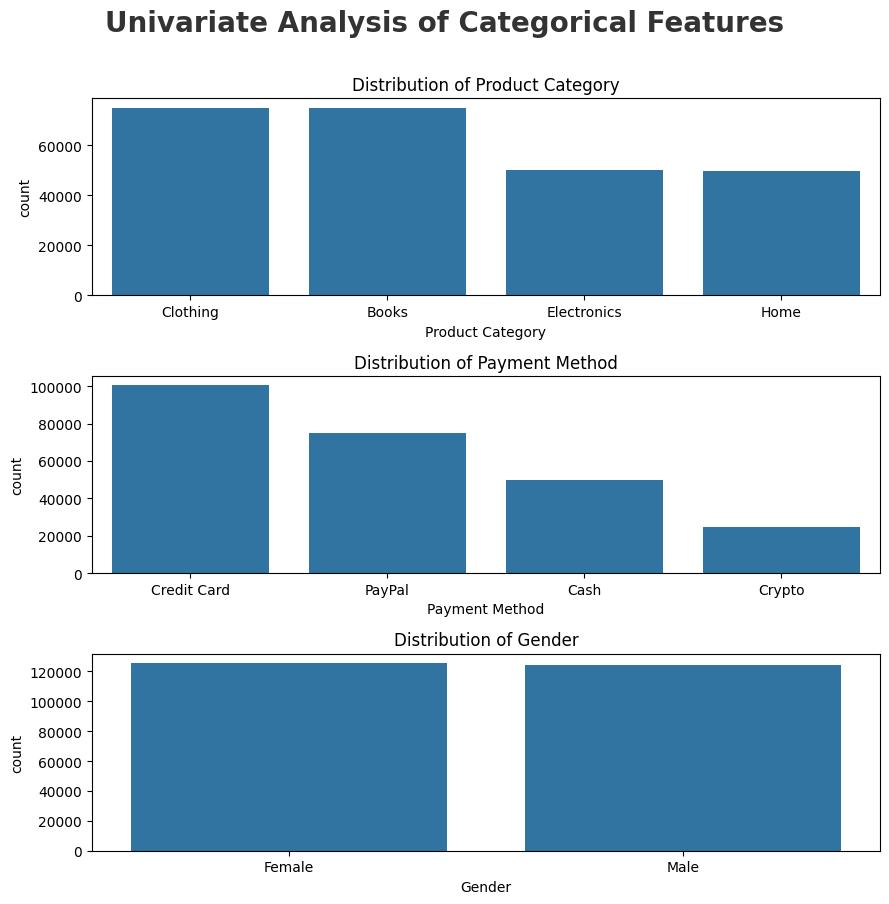 Univariate Analysis of Categorical Features
Distribution of Product Category
60000
40000
20000
0
count
Clothing Books Electronics Home
Product Category
Distribution of Payment Method
100000
80000
60000
40000
20000
0
count
Credit Card PayPal Cash Crypto
Payment Method
Distribution of Gender
120000
100000
80000
60000
40000
20000
0
count
Female Male
Gender